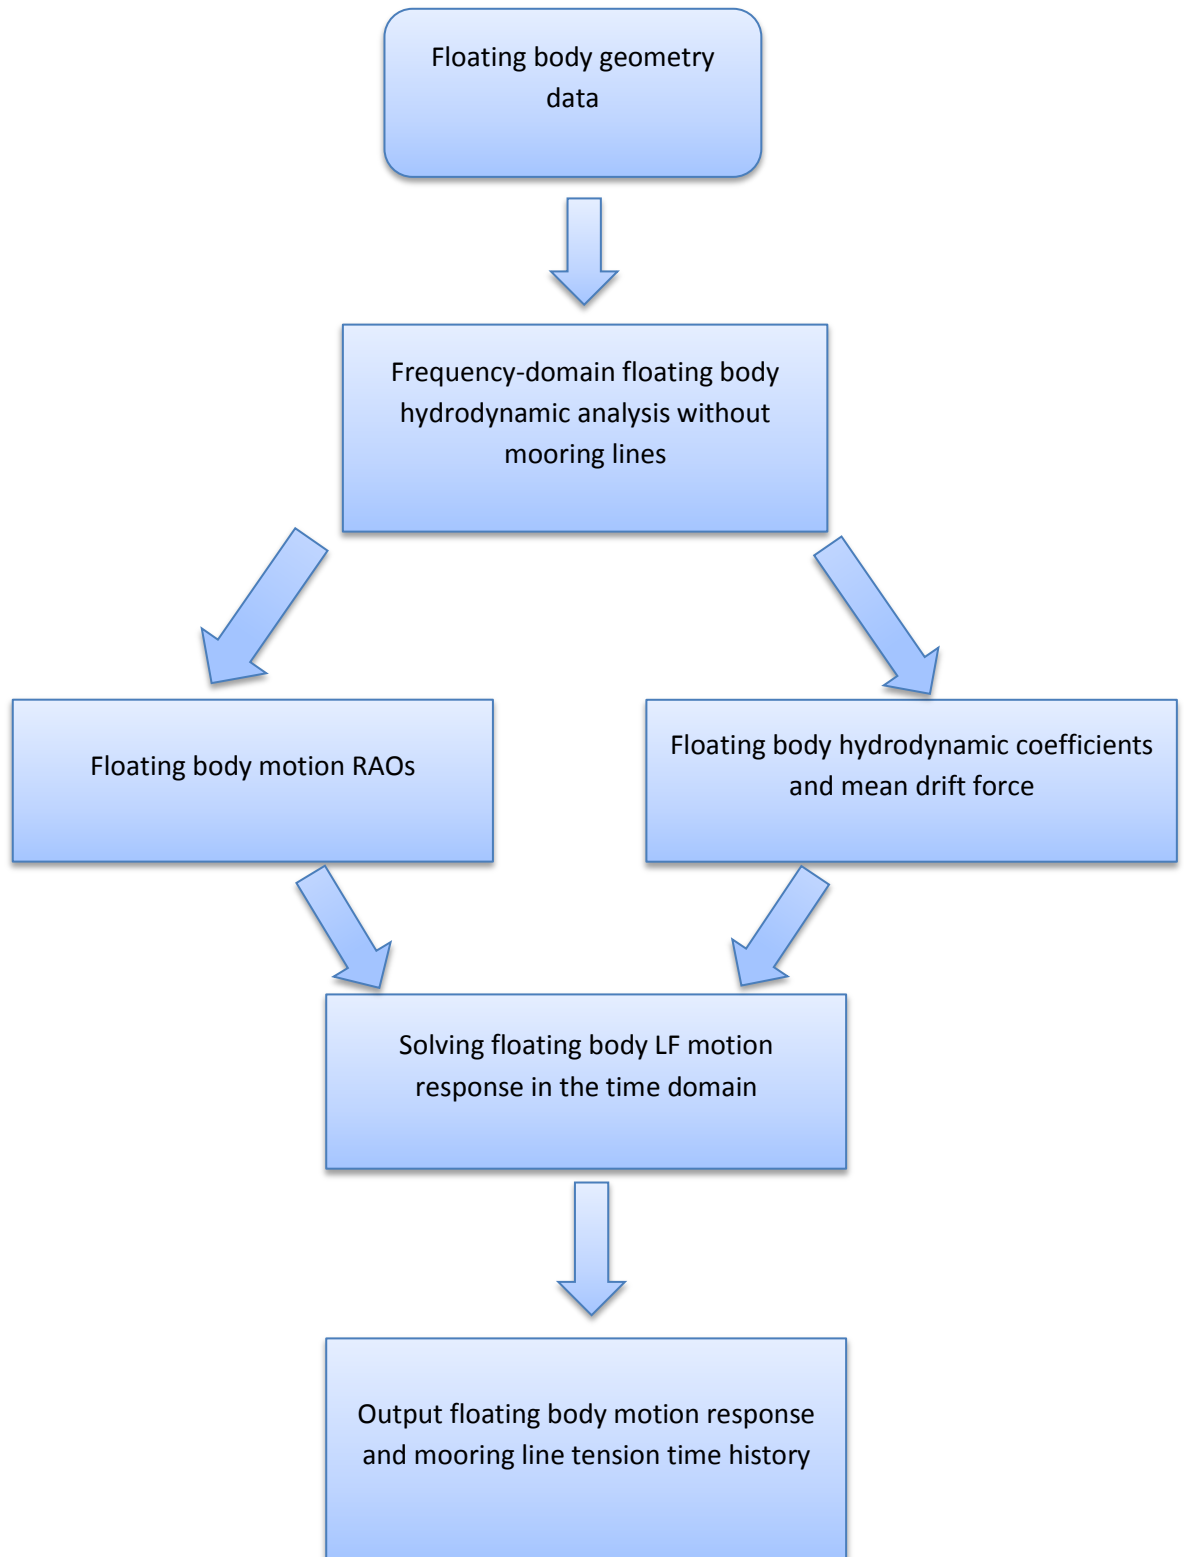 Floating body geometry
data
Frequency-domain floating body
hydrodynamic analysis without
mooring lines
Floating body motion RAOs
Floating body hydrodynamic coefficients
and mean drift force
Solving floating body LF motion
response in the time domain
Output floating body motion response
and mooring line tension time history